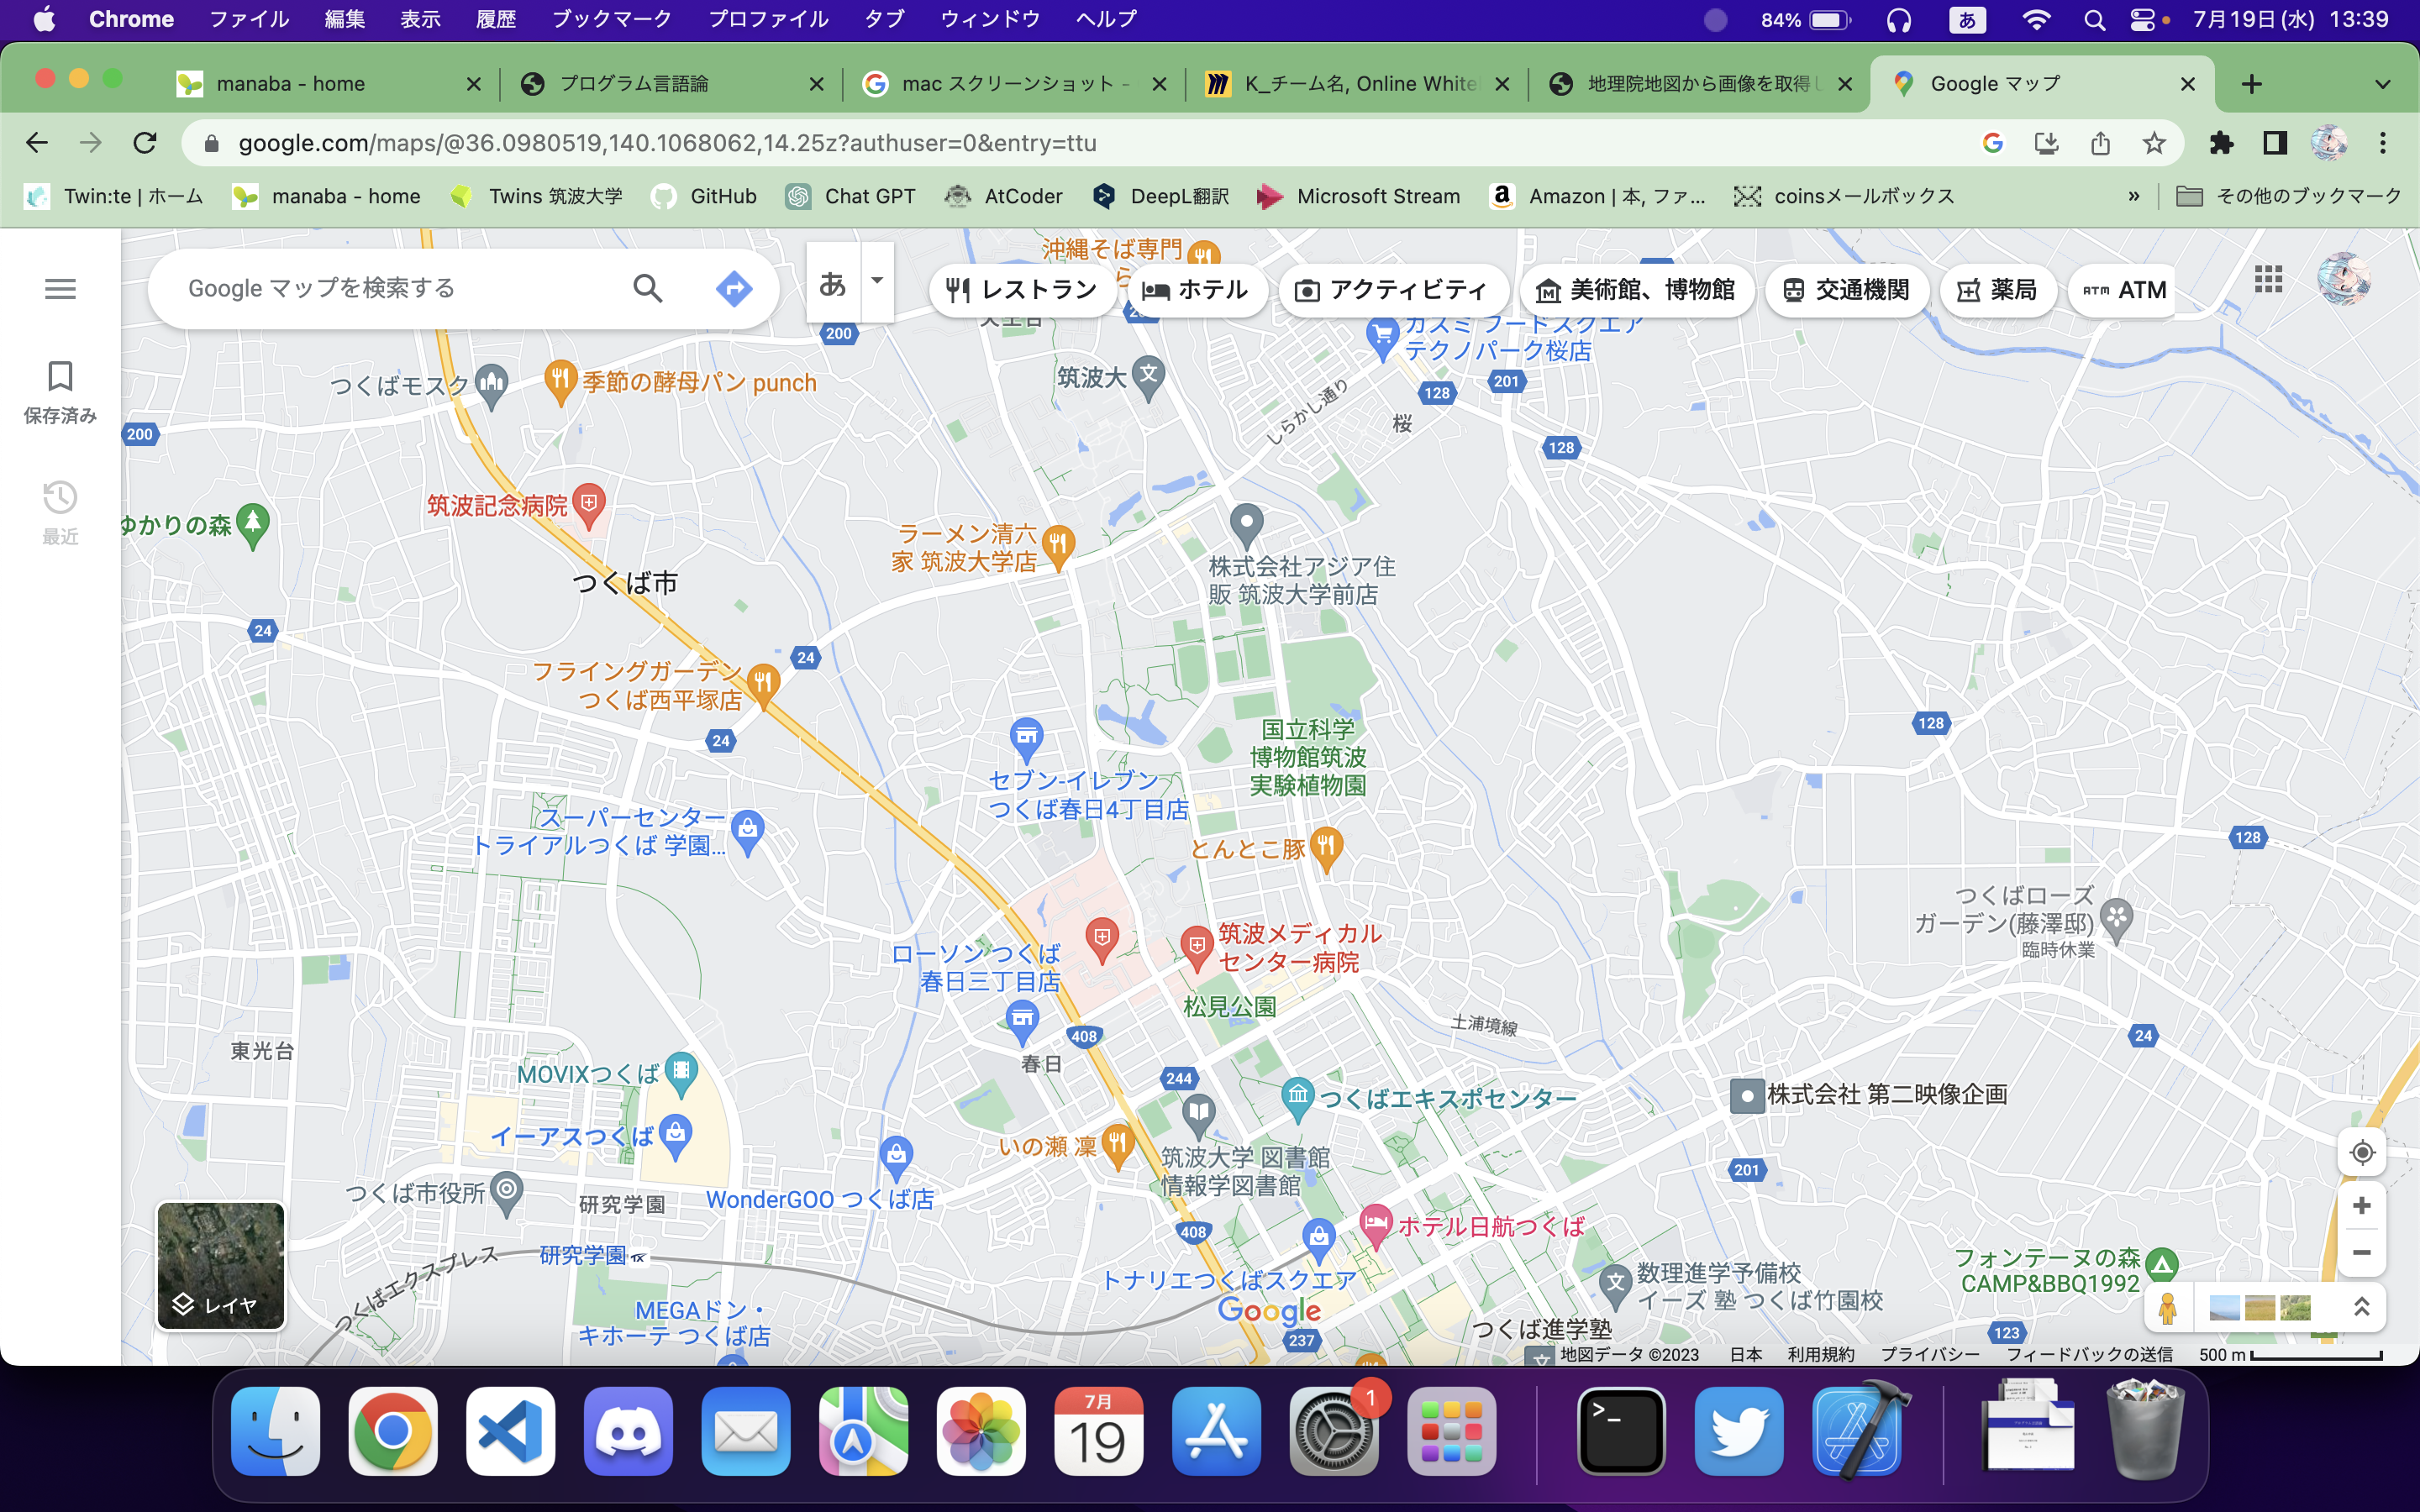 Chrome ファイル 編集 表示 履歴 ブックマーク プロファイル タブ ウィンドウ ヘルプ 84% あ 7月19日(水) 13:39
manaba - home プログラム言語論 mac スクリーンショット - K_チーム名, Online White 地理院地図から画像を取得し Google マップ
google.com/maps/@36.0980519,140.1068062,14.25z?authuser=0&entry=ttu
Twin:te | ホーム manaba - home Twins 筑波大学 GitHub Chat GPT AtCoder DeepL翻訳 Microsoft Stream Amazon | 本, ファ... coinsメールボックス » その他のブックマーク
沖縄そば専門
ら
Google マップを検索する あ レストラン ホテル アクティビティ 美術館、博物館 交通機関 薬局 ATM ATM
天王台
200
カスミ フードスクエア
テクノパーク桜店
保存済み
つくばモスク
季節の酵母パン punch
筑波大
201
128
しらかし通り
桜
200
128
最近
ゆかりの森
筑波記念病院
ラーメン清六
家 筑波大学店
株式会社アジア住
販 筑波大学前店
つくば市
24
24
フライングガーデン
つくば西平塚店
24
128
国立科学
博物館筑波
実験植物園
セブン-イレブン
つくば春日4丁目店
スーパーセンター
トライアルつくば 学園...
とんとこ豚
128
つくばローズ
ガーデン(藤澤邸)
臨時休業
筑波メディカル
センター病院
ローソン つくば
春日三丁目店
松見公園
土浦境線
408
24
東光台
春日
MOVIXつくば
244
つくばエキスポセンター
株式会社 第二映像企画
イーアスつくば
いの瀬 凜
筑波大学 図書館
情報学図書館
201
つくば市役所
研究学園
WonderGOO つくば店
408
ホテル日航つくば
つくばエクスプレス
研究学園
TX
トナリエつくばスクエア
数理進学予備校
イーズ 塾 つくば竹園校
フォンテーヌの森
CAMP&BBQ1992
レイヤ
MEGAドン・
キホーテ つくば店
Google
237
つくば進学塾
123
地図データ ©2023 日本 利用規約 プライバシー フィードバックの送信 500 m
7月
19
1
>_